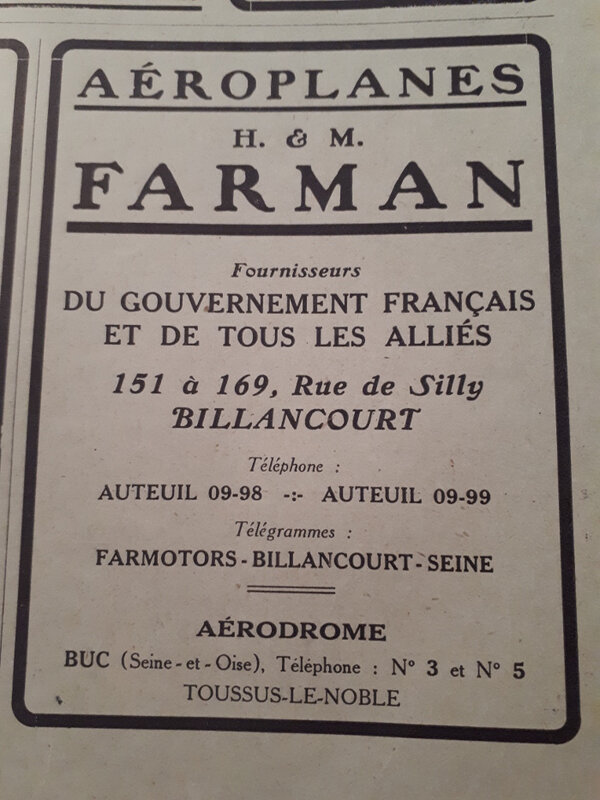 AÉROPLANES
H. & M.
FARMAN
Fournisseurs
DU GOUVERNEMENT FRANÇAIS
ET DE TOUS LES ALLIÉS
151 à 169, Rue de Silly
BILLANCOURT
Téléphone :
AUTEUIL 09-98 -:- AUTEUIL 09-99
Télégrammes :
FARMOTORS-BILLANCOURT-SEINE
AÉRODROME
BUC (Seine-et-Oise), Téléphone : N° 3 et N° 5
TOUSSUS-LE-NOBLE